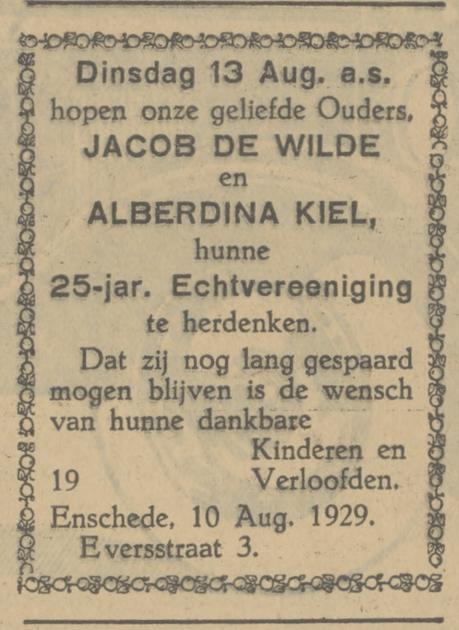 Dinsdag 13 Aug. a.s.
hopen onze geliefde Ouders,
JACOB DE WILDE
en
ALBERDINA KIEL,
hunne
25-jar. Echtvereeniging
te herdenken.
Dat zij nog lang gespaard
mogen blijven is de wensch
van hunne dankbare
Kinderen en
19 Verloofden.
Enschede, 10 Aug. 1929.
Eversstraat 3.